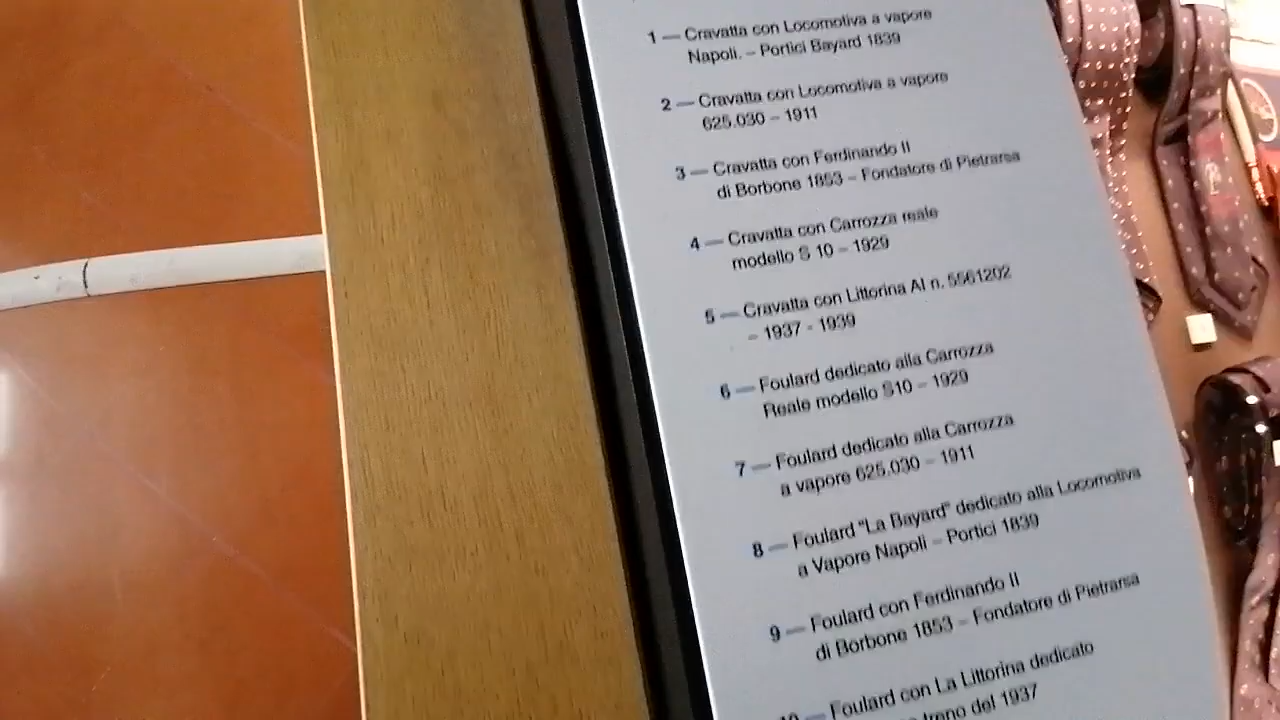 1 — Cravatta con Locomotiva a vapore
Napoli. – Portici Bayard 1839
2 — Cravatta con Locomotiva a vapore
625.030 – 1911
3 — Cravatta con Ferdinando II
di Borbone 1853 – Fondatore di Pietrarsa
4 — Cravatta con Carrozza reale
modello S 10 – 1929
5 — Cravatta con Littorina Al n. 5561202
– 1937 - 1939
6 — Foulard dedicato alla Carrozza
Reale modello S10 – 1929
7 — Foulard dedicato alla Carrozza
a vapore 625.030 – 1911
8 — Foulard "La Bayard" dedicato alla Locomotiva
a Vapore Napoli – Portici 1839
9 — Foulard con Ferdinando II
di Borbone 1853 – Fondatore di Pietrarsa
10 — Foulard con La Littorina dedicato
treno del 1937